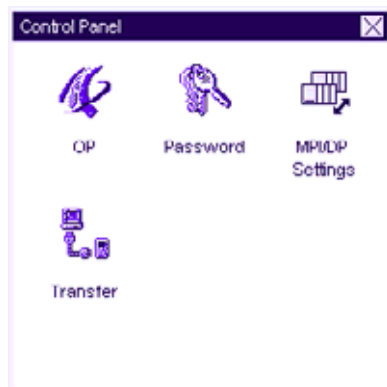 Control Panel
OP
Password
MPI/DP
Settings
Transfer